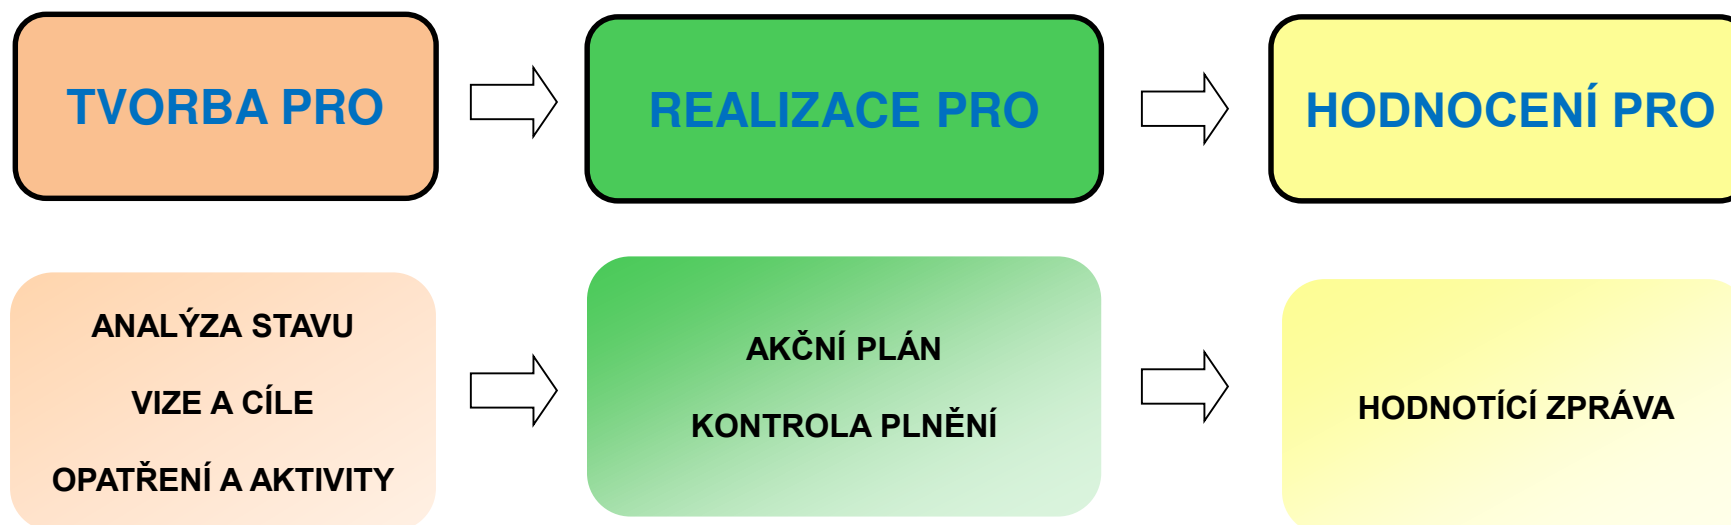 TVORBA PRO
REALIZACE PRO
HODNOCENÍ PRO
ANALÝZA STAVU
VIZE A CÍLE
OPATŘENÍ A AKTIVITY
AKČNÍ PLÁN
KONTROLA PLNĚNÍ
HODNOTÍCÍ ZPRÁVA